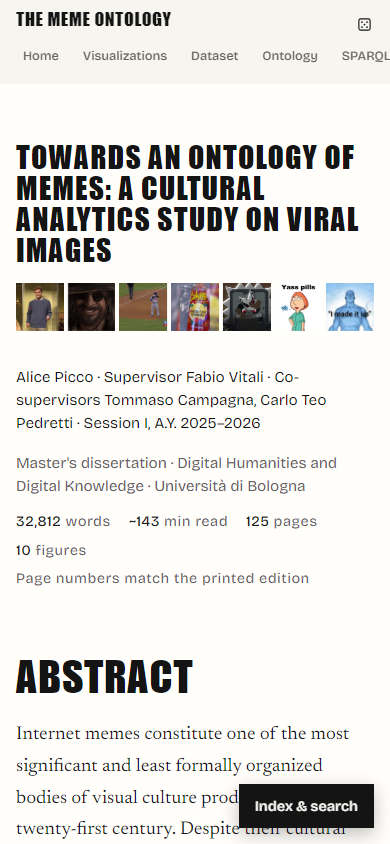 THE MEME ONTOLOGY
Home Visualizations Dataset Ontology SPARQL
TOWARDS AN ONTOLOGY OF
MEMES: A CULTURAL
ANALYTICS STUDY ON VIRAL
IMAGES
Yass pills
"I made it up"
Alice Picco · Supervisor Fabio Vitali · Co-
supervisors Tommaso Campagna, Carlo Teo
Pedretti · Session I, A.Y. 2025–2026
Master's dissertation · Digital Humanities and
Digital Knowledge · Università di Bologna
32,812 words ~143 min read 125 pages
10 figures
Page numbers match the printed edition
ABSTRACT
Internet memes constitute one of the most
significant and least formally organized
bodies of visual culture prod
Index & search
twenty-first century. Despite their cultural